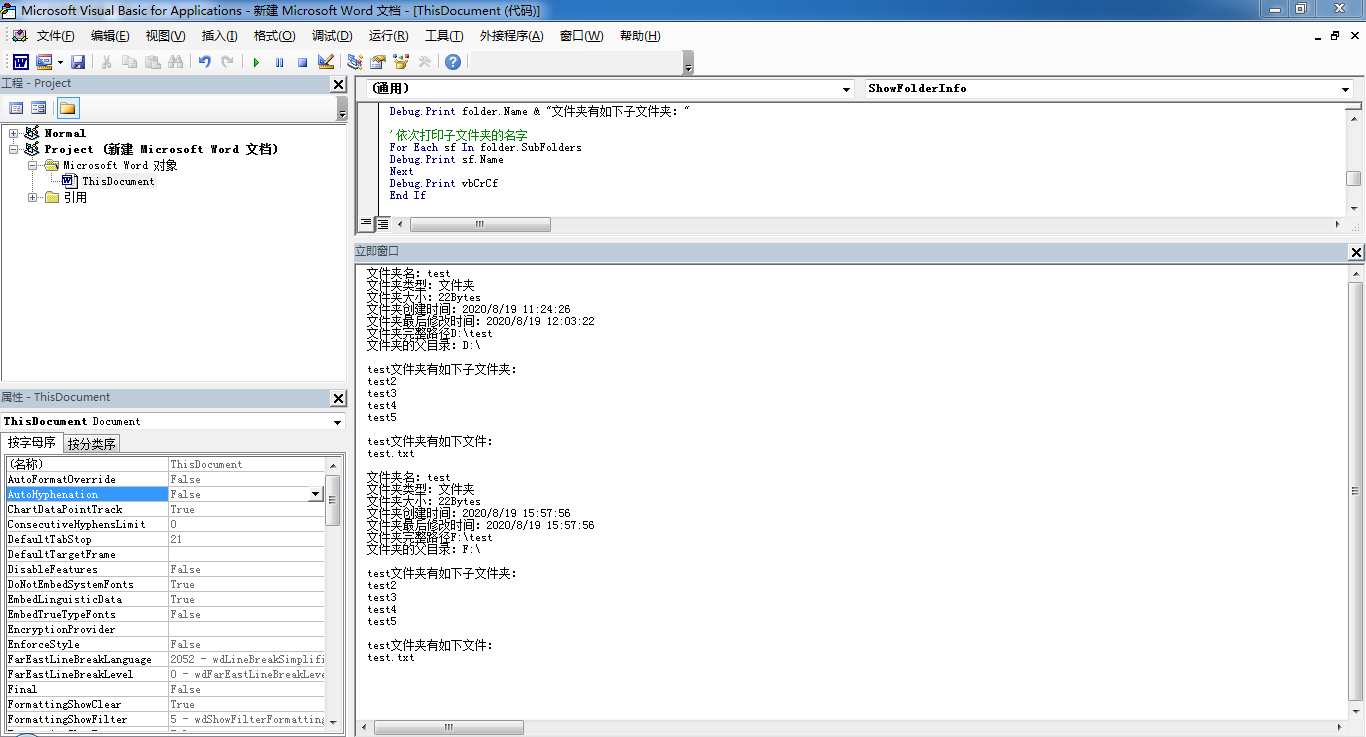 Microsoft Visual Basic for Applications - 新建 Microsoft Word 文档 - [ThisDocument (代码)]
文件(F) 编辑(E) 视图(V) 插入(I) 格式(O) 调试(D) 运行(R) 工具(T) 外接程序(A) 窗口(W) 帮助(H)
工程 - Project
Normal
Project (新建 Microsoft Word 文档)
Microsoft Word 对象
ThisDocument
引用
属性 - ThisDocument
ThisDocument Document
按字母序 按分类序
(名称) ThisDocument
AutoFormatOverride False
AutoHyphenation False
ChartDataPointTrack True
ConsecutiveHyphensLimit 0
DefaultTabStop 21
DefaultTargetFrame
DisableFeatures False
DoNotEmbedSystemFonts True
EmbedLinguisticData True
EmbedTrueTypeFonts False
EncryptionProvider
EnforceStyle False
FarEastLineBreakLanguage 2052 - wdLineBreakSimplifi
FarEastLineBreakLevel 0 - wdFarEastLineBreakLeve
Final False
FormattingShowClear True
FormattingShowFilter 5 - wdShowFilterFormatting
(通用) ShowFolderInfo
Debug.Print folder.Name & "文件夹有如下子文件夹："
'依次打印子文件夹的名字
For Each sf In folder.SubFolders
Debug.Print sf.Name
Next
Debug.Print vbCrCf
End If
立即窗口
文件夹名：test
文件夹类型：文件夹
文件夹大小：22Bytes
文件夹创建时间：2020/8/19 11:24:26
文件夹最后修改时间：2020/8/19 12:03:22
文件夹完整路径D:\test
文件夹的父目录：D:\
test文件夹有如下子文件夹：
test2
test3
test4
test5
test文件夹有如下文件：
test.txt
文件夹名：test
文件夹类型：文件夹
文件夹大小：22Bytes
文件夹创建时间：2020/8/19 15:57:56
文件夹最后修改时间：2020/8/19 15:57:56
文件夹完整路径F:\test
文件夹的父目录：F:\
test文件夹有如下子文件夹：
test2
test3
test4
test5
test文件夹有如下文件：
test.txt